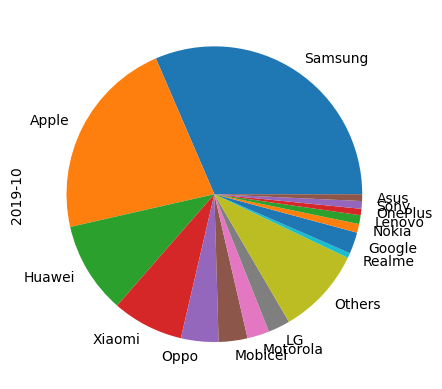 Samsung
Apple
Huawei
Xiaomi
Oppo
Mobicel
Motorola
LG
Others
Realme
Google
Nokia
Lenovo
OnePlus
Sony
Asus
2019-10